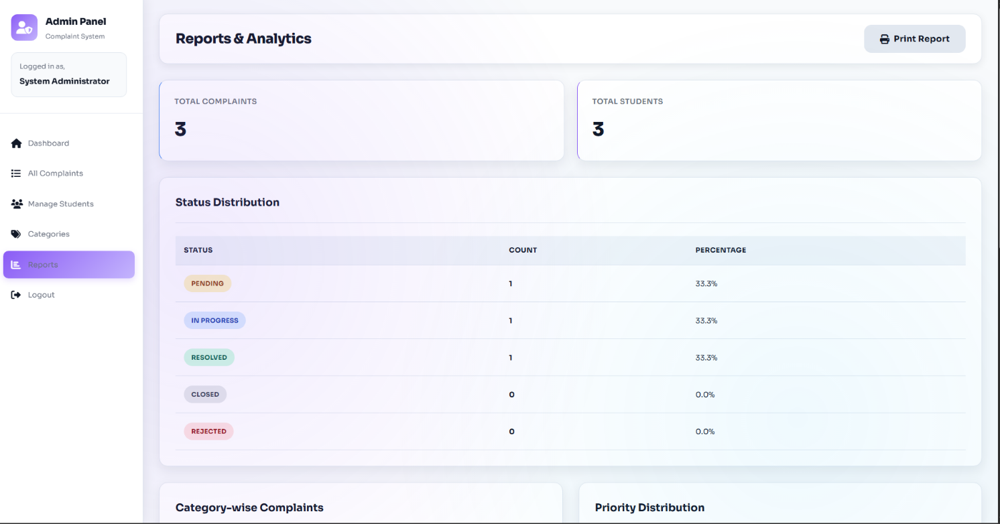 Admin Panel
Complaint System
Logged in as,
System Administrator
Dashboard
All Complaints
Manage Students
Categories
Reports
Logout
Reports & Analytics
Print Report
TOTAL COMPLAINTS
3
TOTAL STUDENTS
3
Status Distribution
STATUS COUNT PERCENTAGE
PENDING 1 33.3%
IN PROGRESS 1 33.3%
RESOLVED 1 33.3%
CLOSED 0 0.0%
REJECTED 0 0.0%
Category-wise Complaints
Priority Distribution